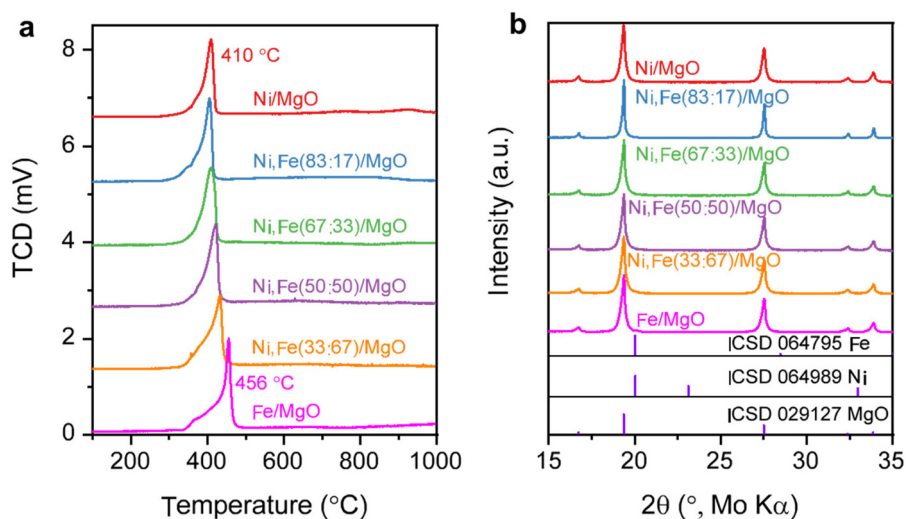 a
8
6
4
2
0
TCD (mV)
410 °C
Ni/MgO
Ni,Fe(83:17)/MgO
Ni,Fe(67:33)/MgO
Ni,Fe(50:50)/MgO
Ni,Fe(33:67)/MgO
456 °C
Fe/MgO
200 400 600 800 1000
Temperature (°C)
b
Intensity (a.u.)
Ni/MgO
Ni,Fe(83:17)/MgO
Ni,Fe(67:33)/MgO
Ni,Fe(50:50)/MgO
Ni,Fe(33:67)/MgO
Fe/MgO
ICSD 064795 Fe
ICSD 064989 Ni
ICSD 029127 MgO
15 20 25 30 35
2θ (°, Mo Kα)